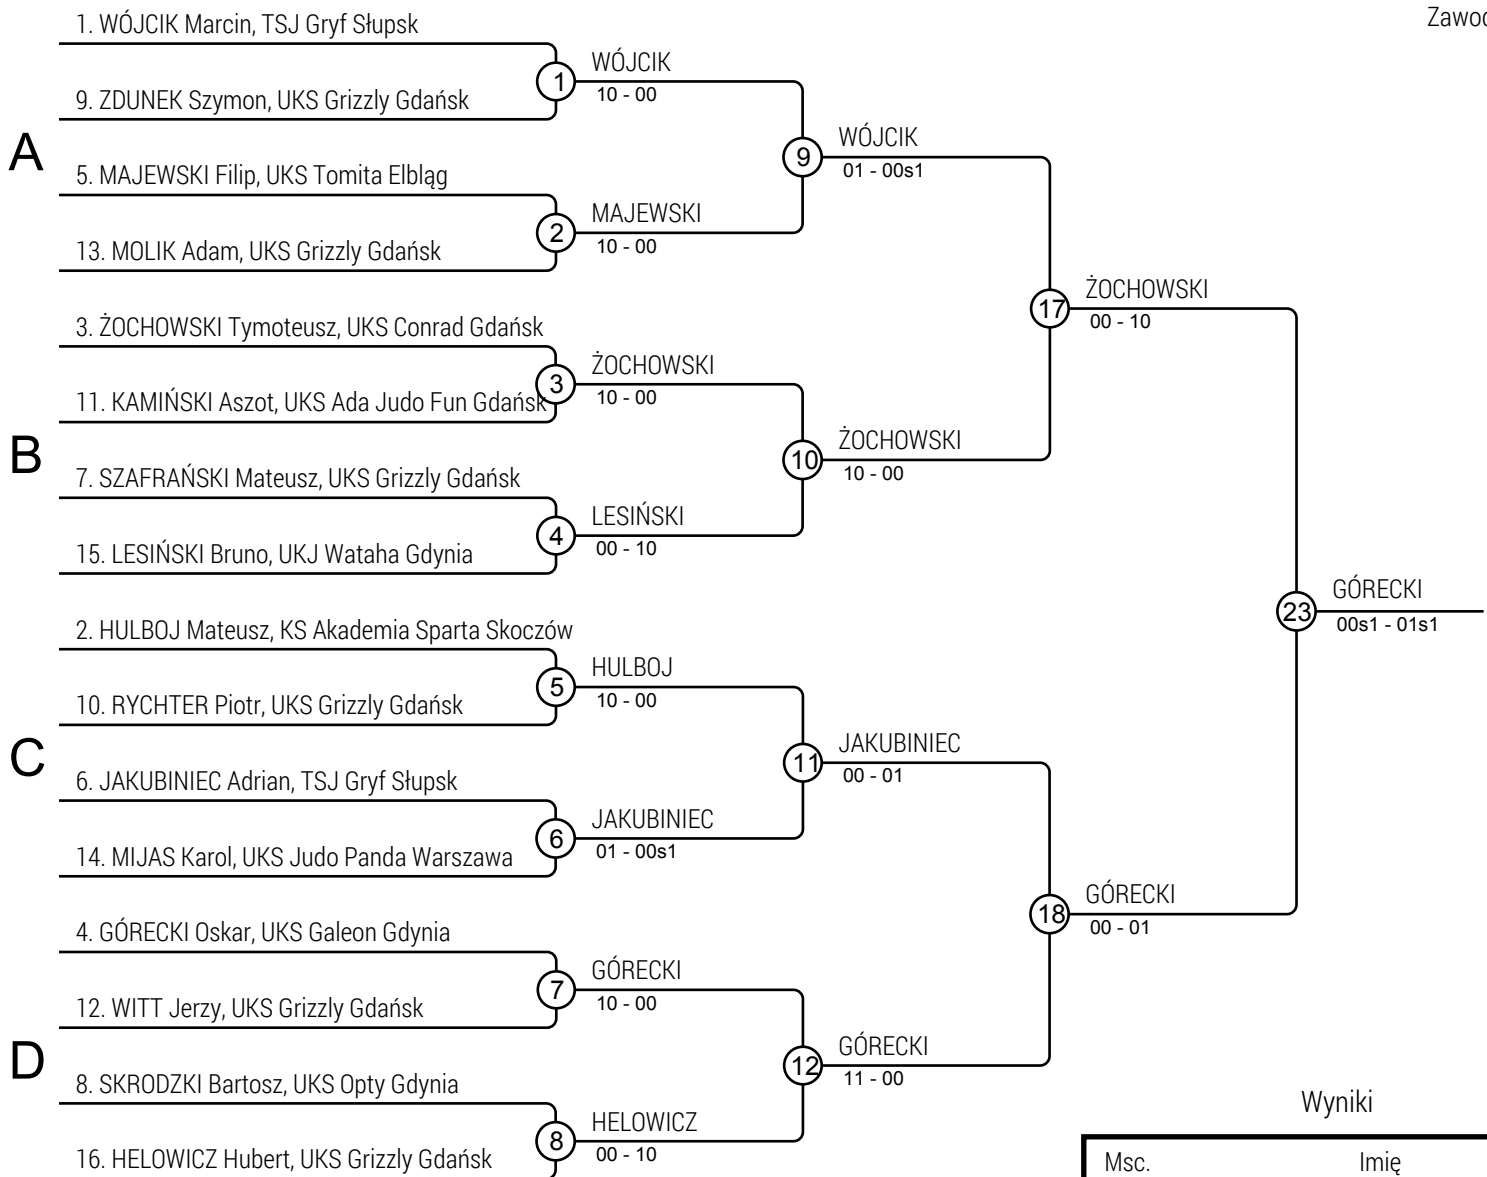 Zawod
1. WÓJCIK Marcin, TSJ Gryf Słupsk
1
WÓJCIK
10 - 00
9. ZDUNEK Szymon, UKS Grizzly Gdańsk
A
9
WÓJCIK
01 - 00s1
5. MAJEWSKI Filip, UKS Tomita Elbląg
2
MAJEWSKI
10 - 00
13. MOLIK Adam, UKS Grizzly Gdańsk
17
ŻOCHOWSKI
00 - 10
3. ŻOCHOWSKI Tymoteusz, UKS Conrad Gdańsk
3
ŻOCHOWSKI
10 - 00
11. KAMIŃSKI Aszot, UKS Ada Judo Fun Gdańsk
B
10
ŻOCHOWSKI
10 - 00
7. SZAFRAŃSKI Mateusz, UKS Grizzly Gdańsk
4
LESIŃSKI
00 - 10
15. LESIŃSKI Bruno, UKJ Wataha Gdynia
23
GÓRECKI
00s1 - 01s1
2. HULBOJ Mateusz, KS Akademia Sparta Skoczów
5
HULBOJ
10 - 00
10. RYCHTER Piotr, UKS Grizzly Gdańsk
C
11
JAKUBINIEC
00 - 01
6. JAKUBINIEC Adrian, TSJ Gryf Słupsk
6
JAKUBINIEC
01 - 00s1
14. MIJAS Karol, UKS Judo Panda Warszawa
18
GÓRECKI
00 - 01
4. GÓRECKI Oskar, UKS Galeon Gdynia
7
GÓRECKI
10 - 00
12. WITT Jerzy, UKS Grizzly Gdańsk
D
12
GÓRECKI
11 - 00
8. SKRODZKI Bartosz, UKS Opty Gdynia
8
HELOWICZ
00 - 10
16. HELOWICZ Hubert, UKS Grizzly Gdańsk
Wyniki
Msc. Imię